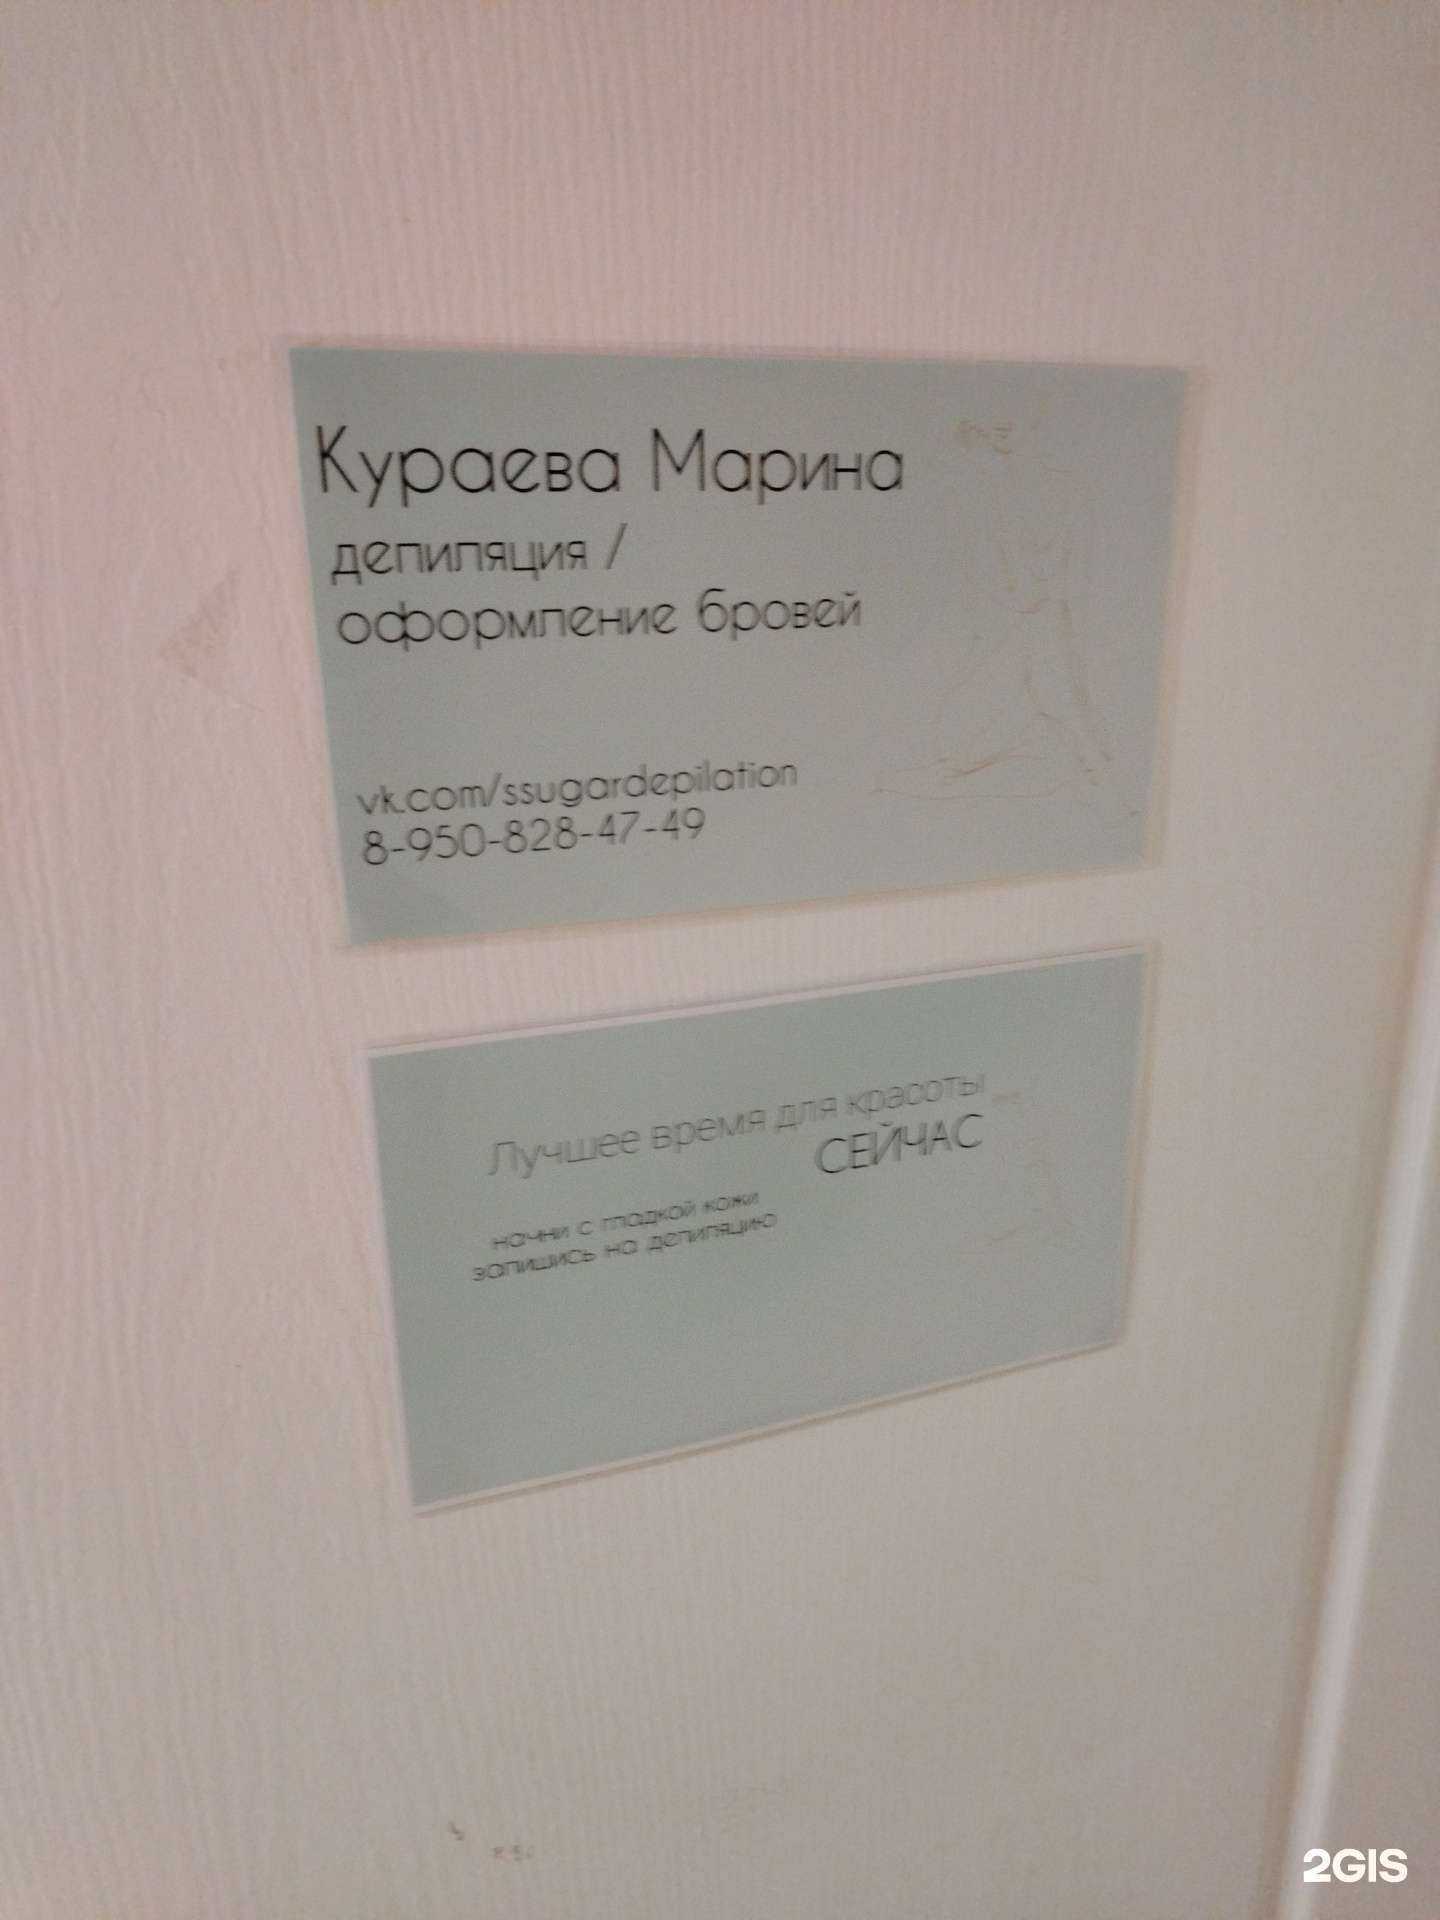 Кураева Марина
депиляция /
оформление бровей
vk.com/ssugardepilation
8-950-828-47-49
Лучшее время для красоты
СЕЙЧАС
начни с гладкой кожи
запишись на депиляцию
2GIS